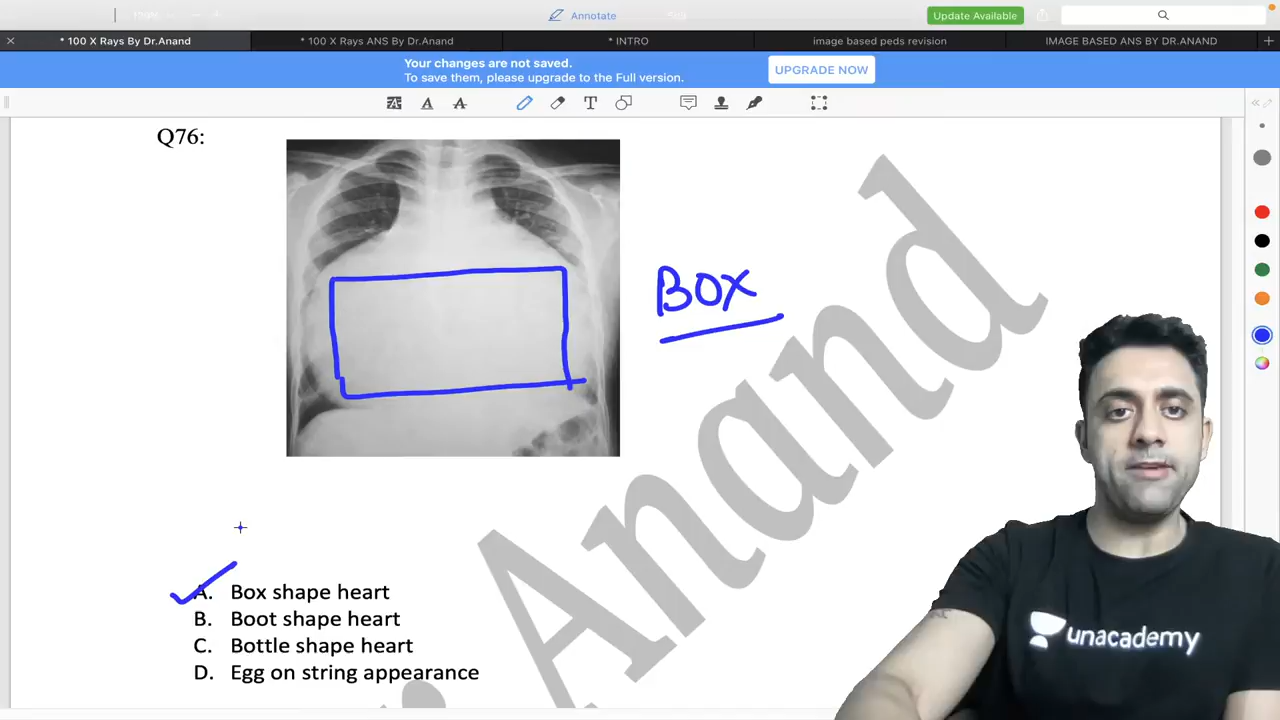 Annotate
Update Available
* 100 X Rays By Dr.Anand
* 100 X Rays ANS By Dr.Anand
* INTRO
image based peds revision
IMAGE BASED ANS BY DR.ANAND
Your changes are not saved.
To save them, please upgrade to the Full version.
UPGRADE NOW
Q76:
BOX
A. Box shape heart
B. Boot shape heart
C. Bottle shape heart
D. Egg on string appearance
Anand
unacademy